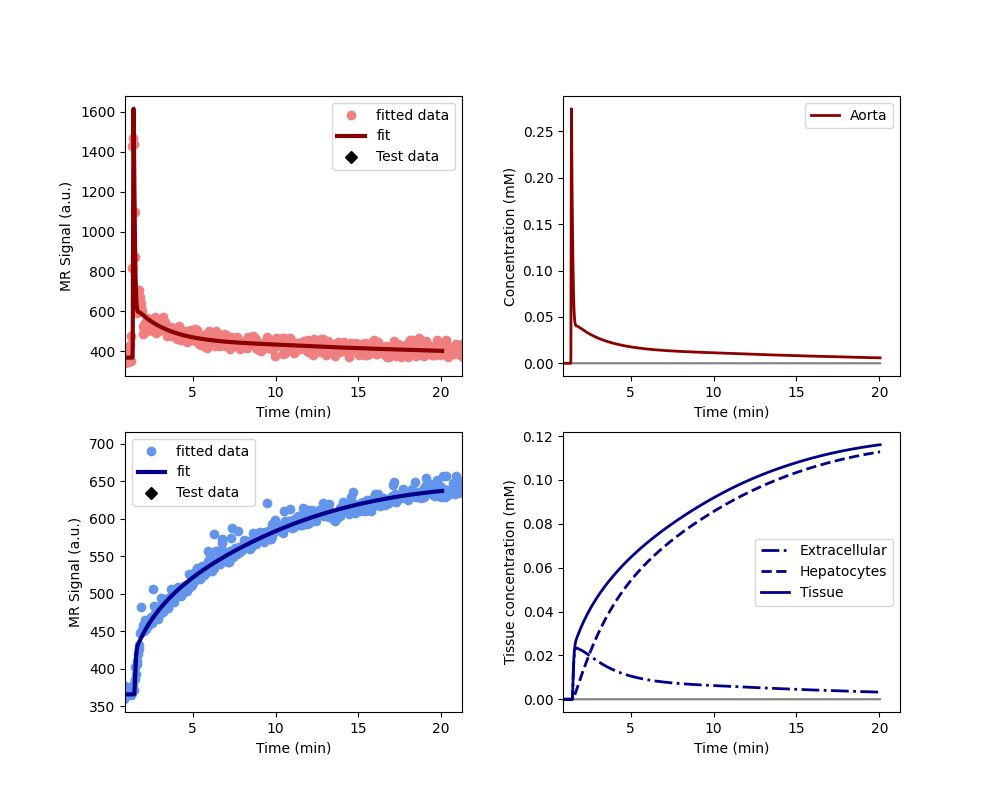 1600
1400
1200
1000
800
600
400
MR Signal (a.u.)
5 10 15 20
Time (min)
fitted data
fit
Test data
0.25
0.20
0.15
0.10
0.05
0.00
Concentration (mM)
5 10 15 20
Time (min)
Aorta
700
650
600
550
500
450
400
350
MR Signal (a.u.)
5 10 15 20
Time (min)
fitted data
fit
Test data
0.12
0.10
0.08
0.06
0.04
0.02
0.00
Tissue concentration (mM)
5 10 15 20
Time (min)
Extracellular
Hepatocytes
Tissue